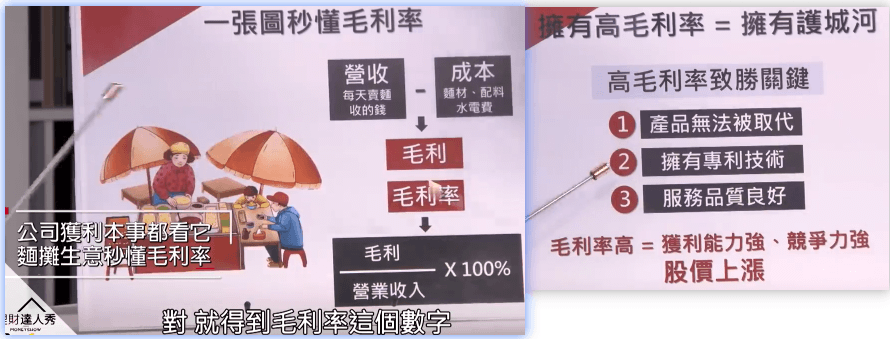 一張圖秒懂毛利率
營收
每天賣麵
收的錢
-
成本
麵材、配料
水電費
毛利
毛利率
毛利
營業收入
X 100%
公司獲利本事都看它
麵攤生意秒懂毛利率
財達人秀
MONEYSHOW
對 就得到毛利率這個數字
擁有高毛利率 = 擁有護城河
高毛利率致勝關鍵
1 產品無法被取代
2 擁有專利技術
3 服務品質良好
毛利率高 = 獲利能力強、競爭力強
股價上漲